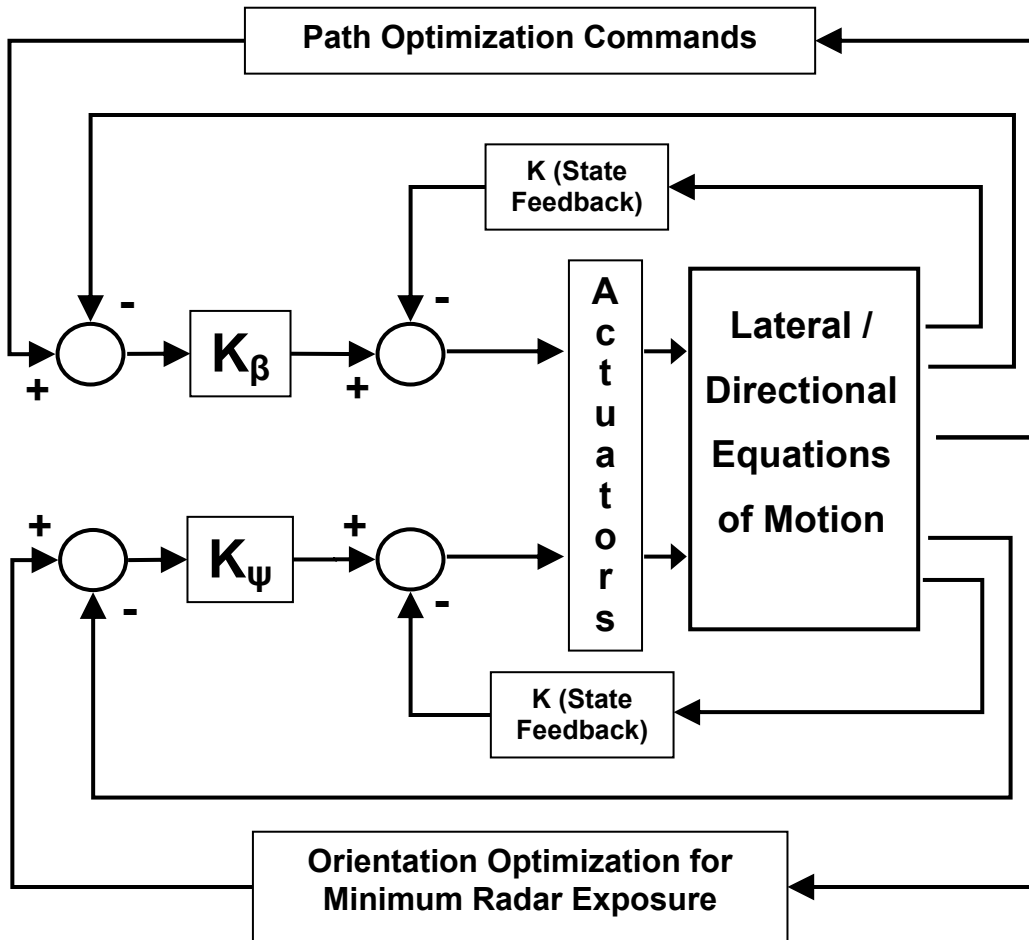 Path Optimization Commands
K (State
Feedback)
-
-
+
Kβ
+
Actuators
Lateral /
Directional
Equations
of Motion
+
Kψ
+
-
-
K (State
Feedback)
Orientation Optimization for
Minimum Radar Exposure